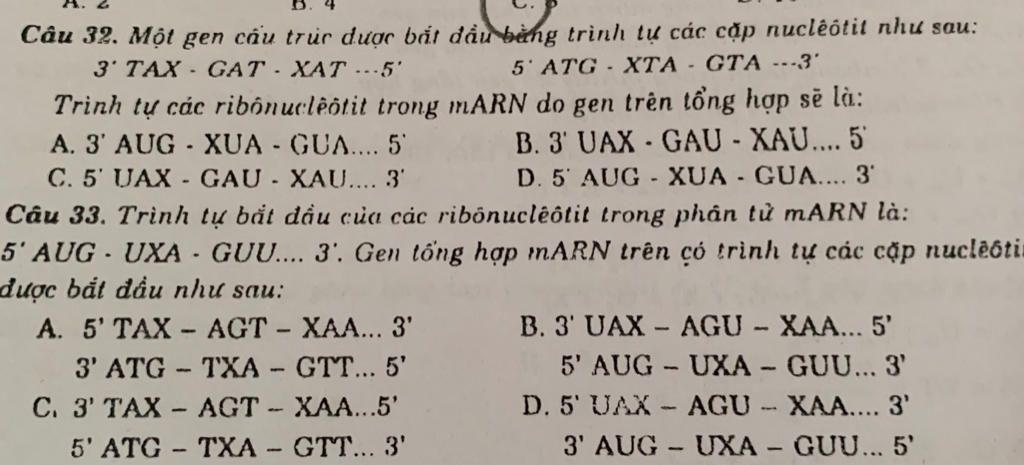 B. 4
Câu 32. Một gen cấu trúc được bắt đầu bằng trình tự các cặp nuclêôtit như sau:
3' TAX - GAT - XAT ---5' 5' ATG - XTA - GTA ---3'
Trình tự các ribônuclêôtit trong mARN do gen trên tổng hợp sẽ là:
A. 3' AUG - XUA - GUA.... 5' B. 3' UAX - GAU - XAU.... 5'
C. 5' UAX - GAU - XAU.... 3' D. 5' AUG - XUA - GUA.... 3'
Câu 33. Trình tự bắt đầu của các ribônuclêôtit trong phân tử mARN là:
5' AUG - UXA - GUU.... 3'. Gen tổng hợp mARN trên có trình tự các cặp nuclêôti
được bắt đầu như sau:
A. 5' TAX – AGT – XAA... 3' B. 3' UAX – AGU – XAA... 5'
3' ATG – TXA – GTT... 5' 5' AUG – UXA – GUU... 3'
C. 3' TAX – AGT – XAA...5' D. 5' UAX – AGU – XAA.... 3'
5' ATG – TXA – GTT... 3' 3' AUG – UXA – GUU... 5'